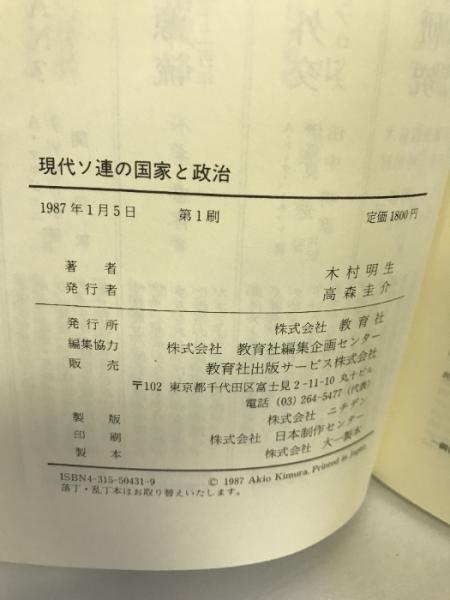 現代ソ連の国家と政治
1987年1月5日 第1刷 定価1800円
著者 木村明生
発行者 高森圭介
発行所 株式会社 教育社
編集協力 株式会社 教育社編集企画センター
販売 教育社出版サービス株式会社
〒102 東京都千代田区富士見2-11-10 丸十ビル
電話 (03) 264-5477 (代表)
製版 株式会社 ニチデン
印刷 株式会社 日本制作センター
製本 株式会社 大一製本
ISBN4-315-50431-9 © 1987 Akio Kimura, Printed in Japan.
落丁・乱丁本はお取り替えいたします。